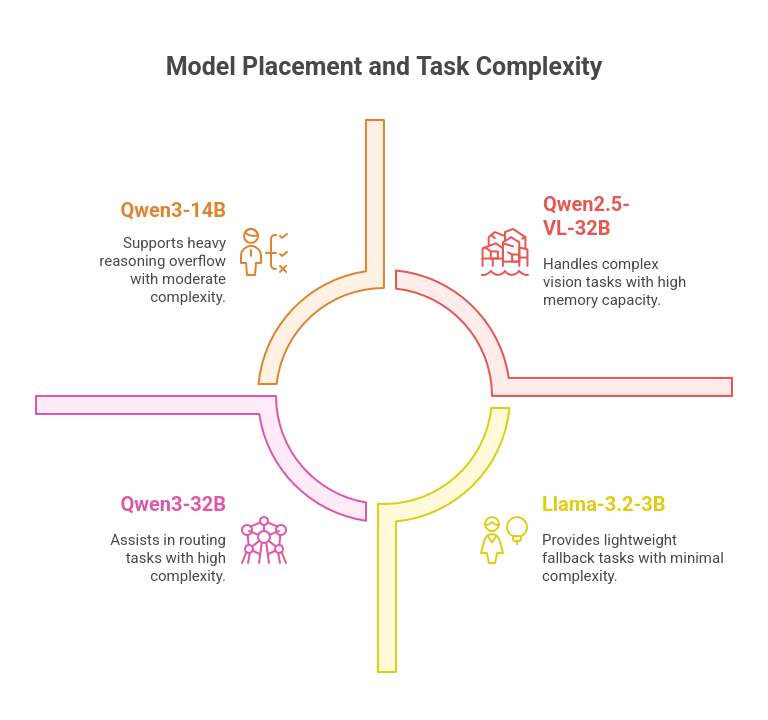 Model Placement and Task Complexity
Qwen3-14B
Supports heavy
reasoning overflow
with moderate
complexity.
Qwen2.5-
VL-32B
Handles complex
vision tasks with high
memory capacity.
Qwen3-32B
Assists in routing
tasks with high
complexity.
Llama-3.2-3B
Provides lightweight
fallback tasks with minimal
complexity.